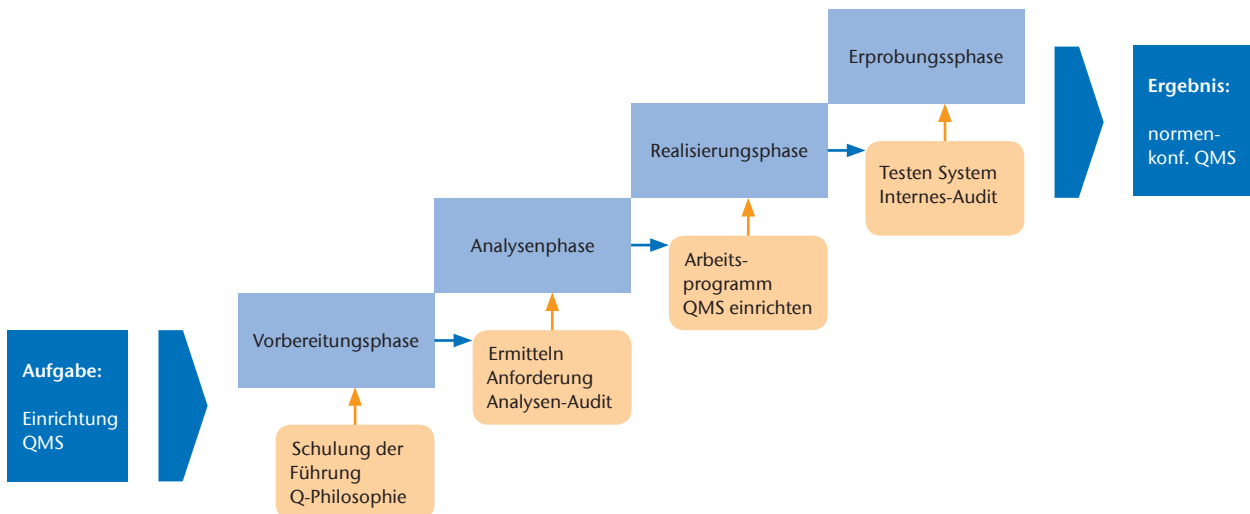 Aufgabe:
Einrichtung
QMS
Vorbereitungsphase
Schulung der
Führung
Q-Philosophie
Analysenphase
Ermitteln
Anforderung
Analysen-Audit
Realisierungsphase
Arbeits-
programm
QMS einrichten
Erprobungssphase
Testen System
Internes-Audit
Ergebnis:
normen-
konf. QMS